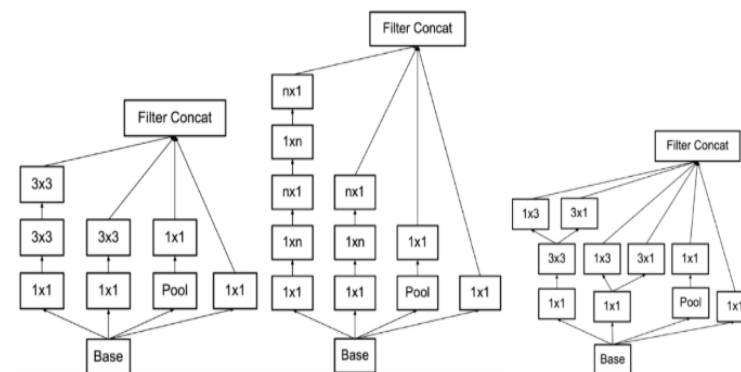 Filter Concat
3x3
3x3
3x3
1x1
1x1
1x1
Pool
1x1
Base
Filter Concat
nx1
1xn
nx1
nx1
1xn
1xn
1x1
1x1
1x1
Pool
1x1
Base
Filter Concat
1x3
3x1
3x3
1x3
3x1
1x1
1x1
1x1
Pool
1x1
Base